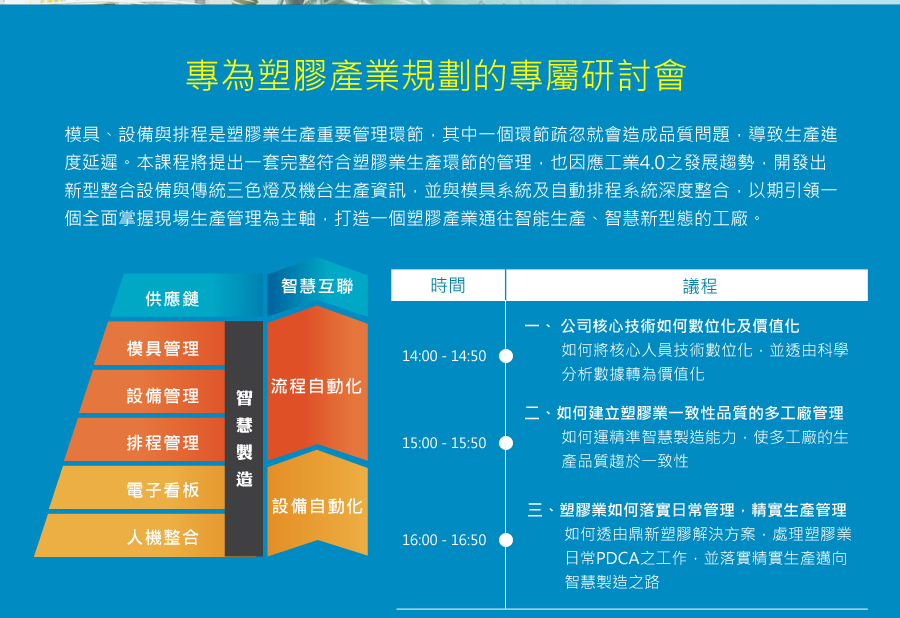 專為塑膠產業規劃的專屬研討會
模具、設備與排程是塑膠業生產重要管理環節，其中一個環節疏忽就會造成品質問題，導致生產進
度延遲。本課程將提出一套完整符合塑膠業生產環節的管理，也因應工業4.0之發展趨勢，開發出
新型整合設備與傳統三色燈及機台生產資訊，並與模具系統及自動排程系統深度整合，以期引領一
個全面掌握現場生產管理為主軸，打造一個塑膠產業通往智能生產、智慧新型態的工廠。
供應鏈
模具管理
設備管理
排程管理
電子看板
人機整合
智慧製造
智慧互聯
流程自動化
設備自動化
時間 議程
14:00 - 14:50
一、 公司核心技術如何數位化及價值化
如何將核心人員技術數位化，並透由科學
分析數據轉為價值化
15:00 - 15:50
二、如何建立塑膠業一致性品質的多工廠管理
如何運精準智慧製造能力，使多工廠的生
產品質趨於一致性
16:00 - 16:50
三、塑膠業如何落實日常管理，精實生產管理
如何透由鼎新塑膠解決方案，處理塑膠業
日常PDCA之工作，並落實精實生產邁向
智慧製造之路